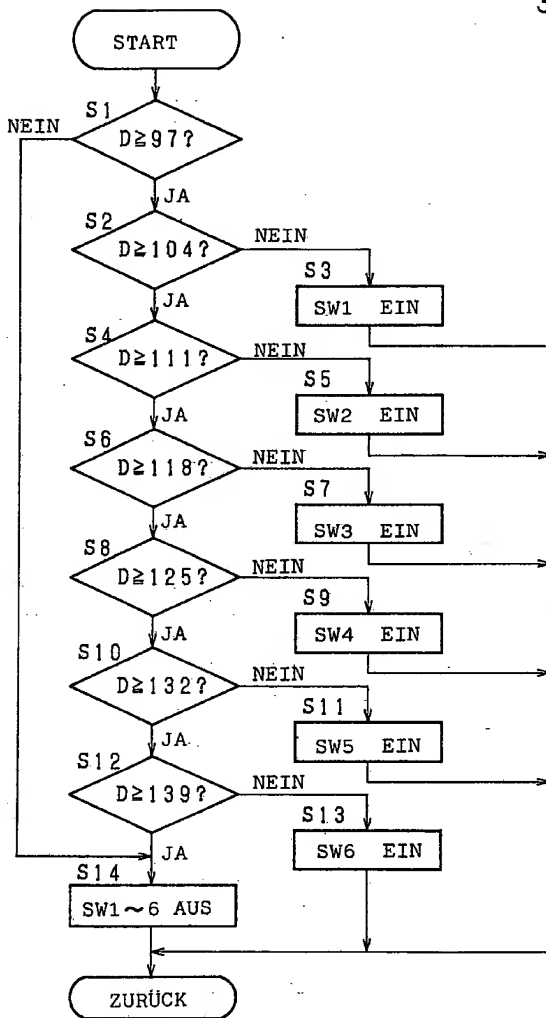 START
S1
NEIN
D≧97?
JA
S2
D≧104?
NEIN
S3
SW1 EIN
JA
S4
D≧111?
NEIN
S5
SW2 EIN
JA
S6
D≧118?
NEIN
S7
SW3 EIN
JA
S8
D≧125?
NEIN
S9
SW4 EIN
JA
S10
D≧132?
NEIN
S11
SW5 EIN
JA
S12
D≧139?
NEIN
S13
SW6 EIN
JA
S14
SW1~6 AUS
ZURÜCK